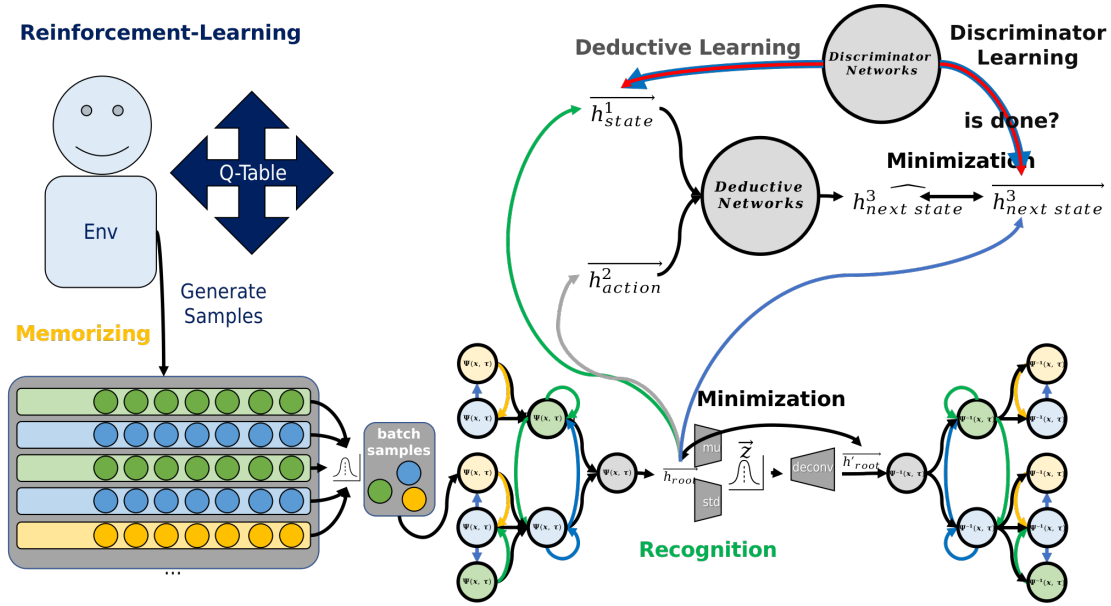 Reinforcement-Learning
Q-Table
Env
Generate
Samples
Memorizing
...
batch
samples
Deductive Learning
Discriminator
Networks
Discriminator
Learning
is done?
Minimization
h¹state
Deductive
Networks
h³next state
h³next state
h²action
Ψ(x, τ)
Ψ(x, τ)
Ψ(x, τ)
Ψ(x, τ)
Ψ(x, τ)
Ψ(x, τ)
Ψ(x, τ)
Ψ(x, τ)
Minimization
mu
z
std
deconv
hroot
h'root
Recognition
Ψ⁻¹(x, τ)
Ψ⁻¹(x, τ)
Ψ⁻¹(x, τ)
Ψ⁻¹(x, τ)
Ψ⁻¹(x, τ)
Ψ⁻¹(x, τ)
Ψ⁻¹(x, τ)
Ψ⁻¹(x, τ)